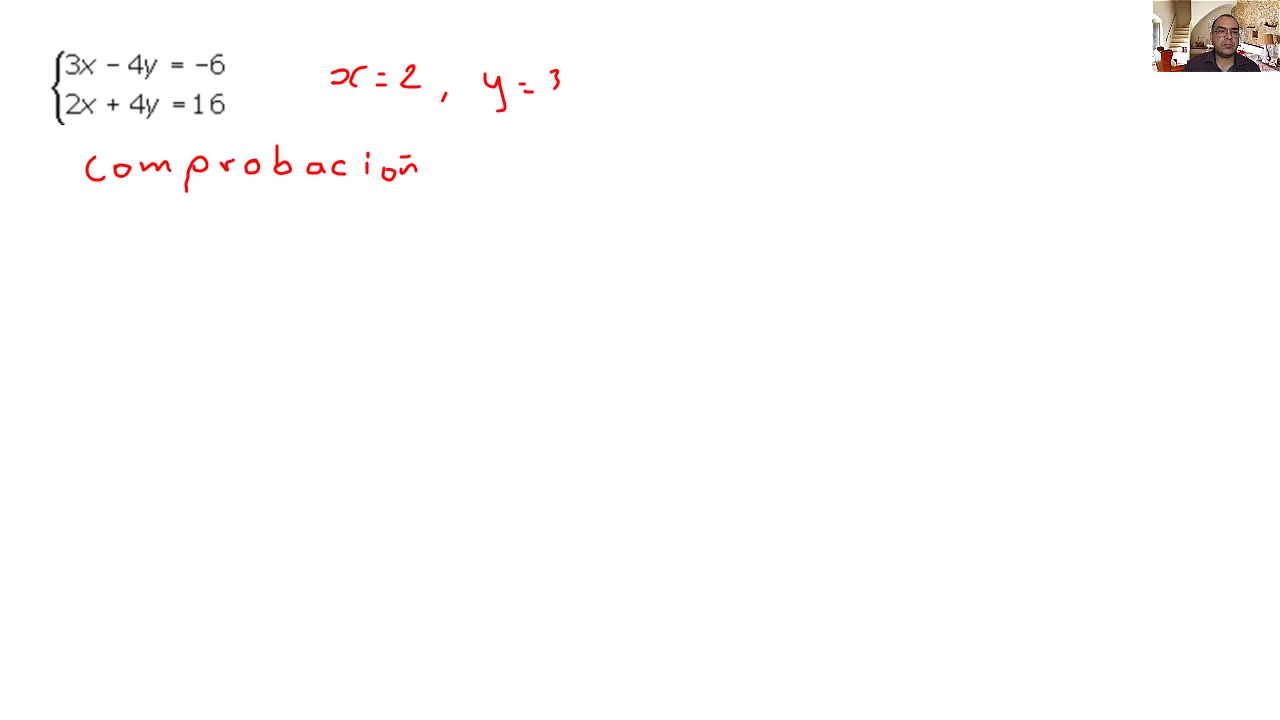 3x − 4y = −6
2x + 4y = 16
x = 2 , y = 3
comprobación